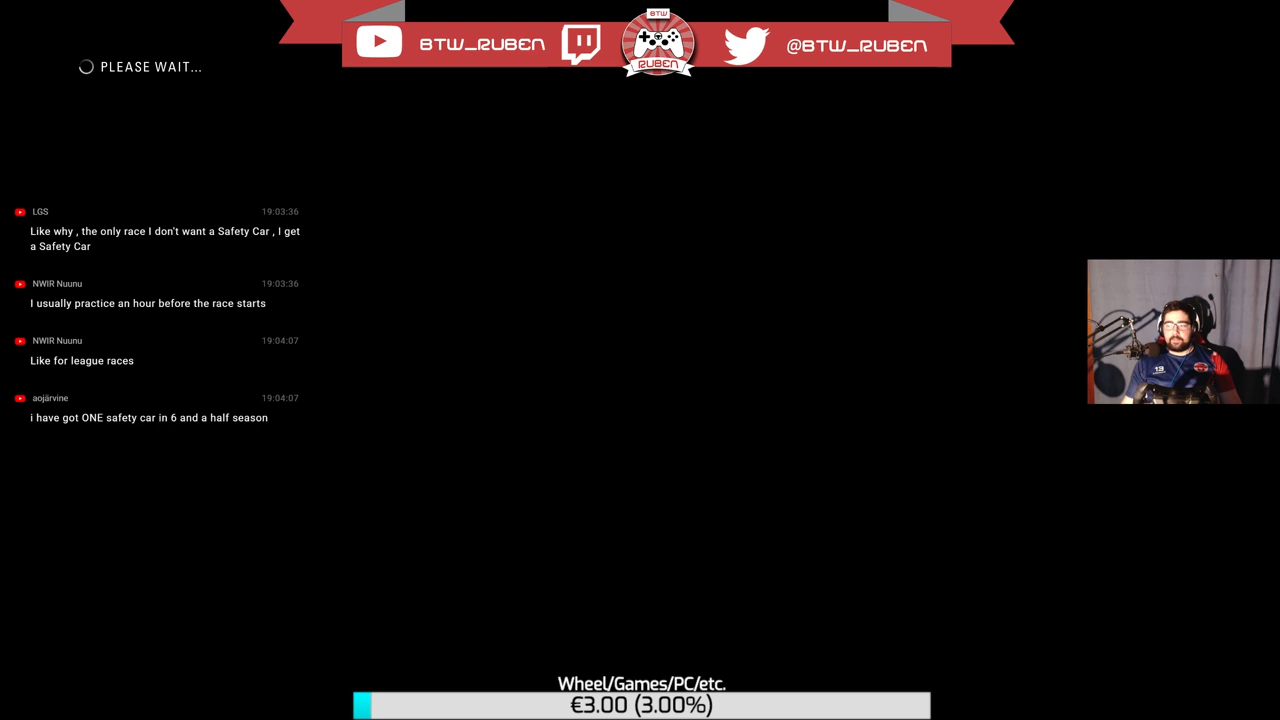 BTW_RUBEN
BTW
RUBEN
@BTW_RUBEN
PLEASE WAIT...
LGS 19:03:36
Like why , the only race I don't want a Safety Car , I get
a Safety Car
NWIR Nuunu 19:03:36
I usually practice an hour before the race starts
NWIR Nuunu 19:04:07
Like for league races
aojärvine 19:04:07
i have got ONE safety car in 6 and a half season
13
Wheel/Games/PC/etc.
€3.00 (3.00%)